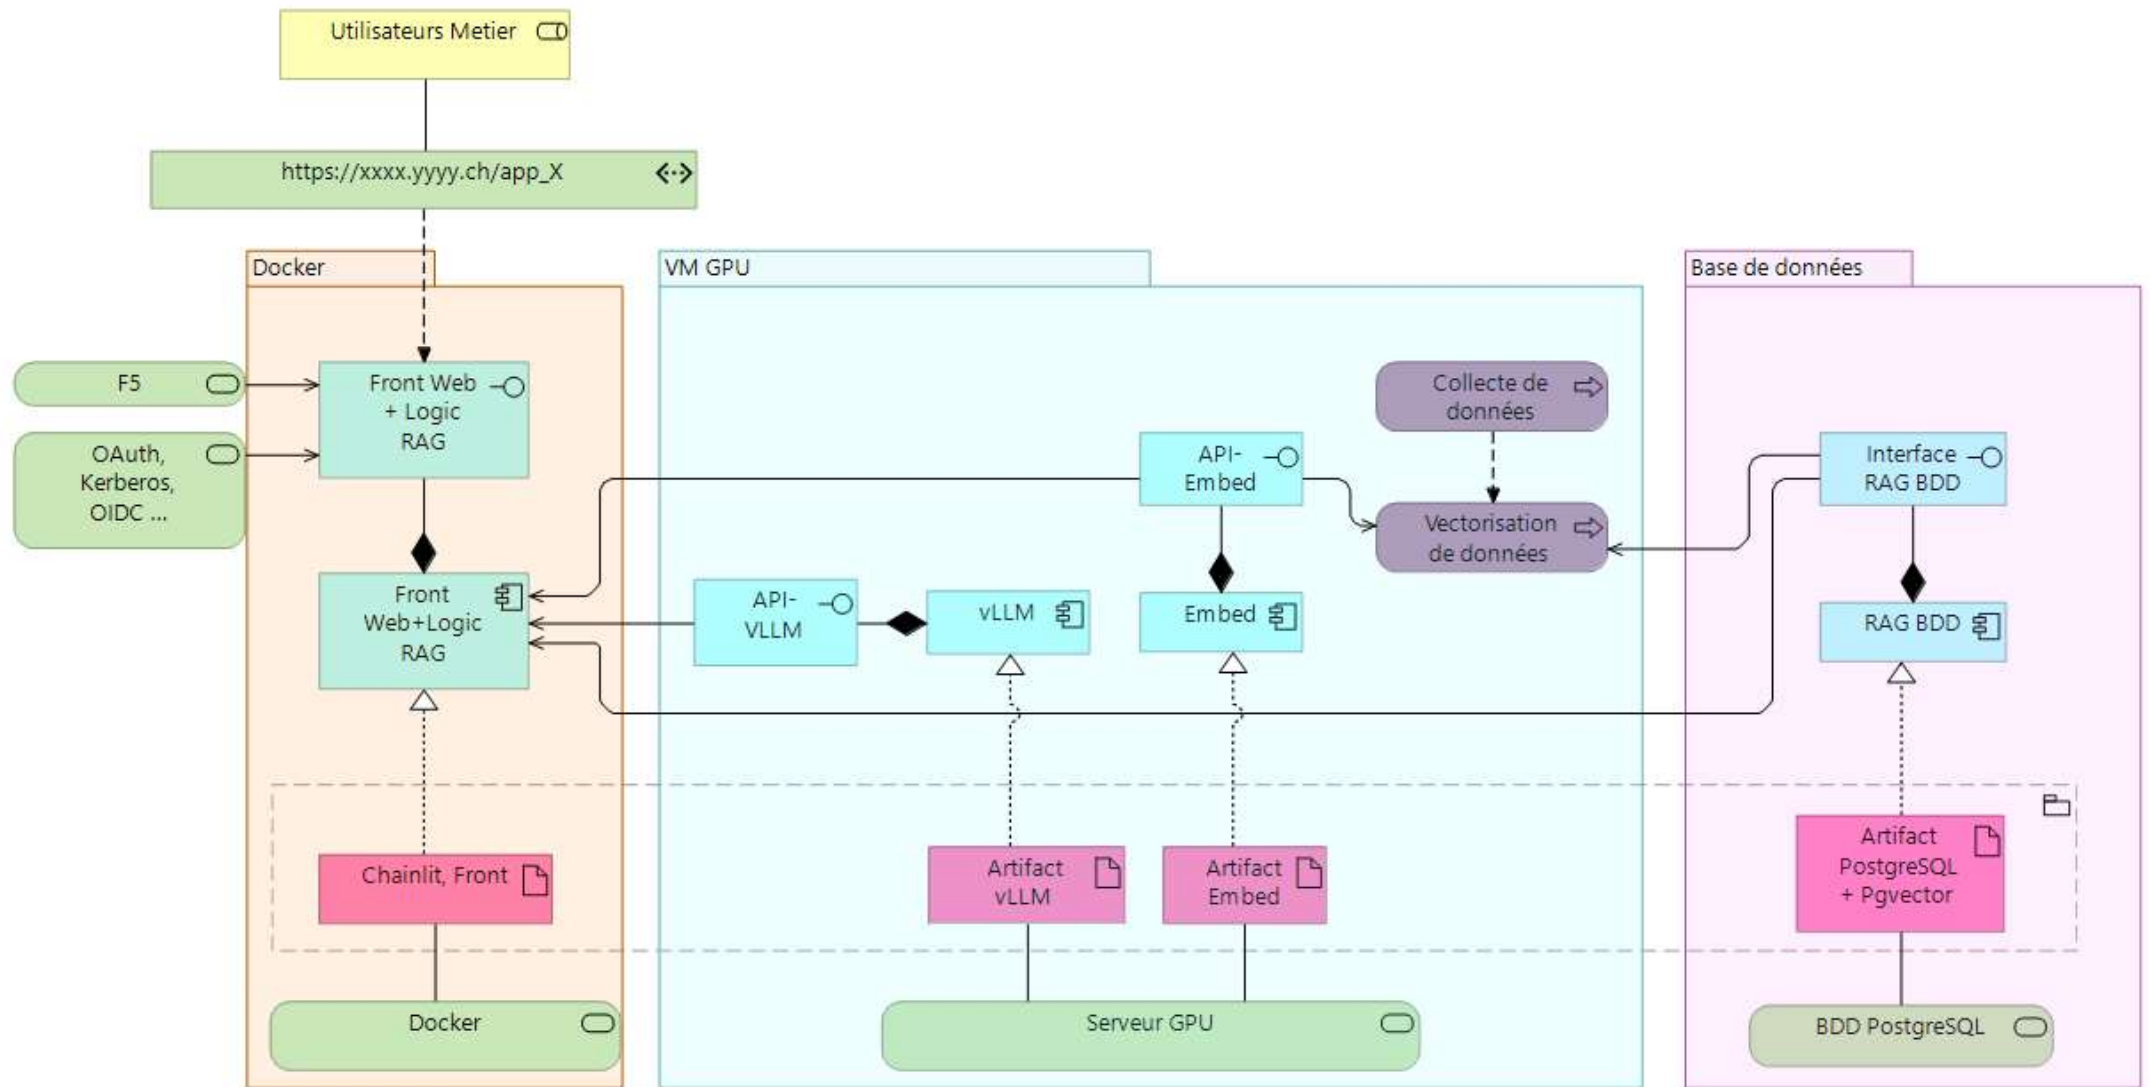 Utilisateurs Metier
https://xxxx.yyyy.ch/app_X
Docker
VM GPU
Base de données
F5
OAuth,
Kerberos,
OIDC ...
Front Web
+ Logic
RAG
Front
Web+Logic
RAG
API-
VLLM
vLLM
API-
Embed
Embed
Collecte de
données
Vectorisation
de données
Interface
RAG BDD
RAG BDD
Chainlit, Front
Artifact
vLLM
Artifact
Embed
Artifact
PostgreSQL
+ Pgvector
Docker
Serveur GPU
BDD PostgreSQL